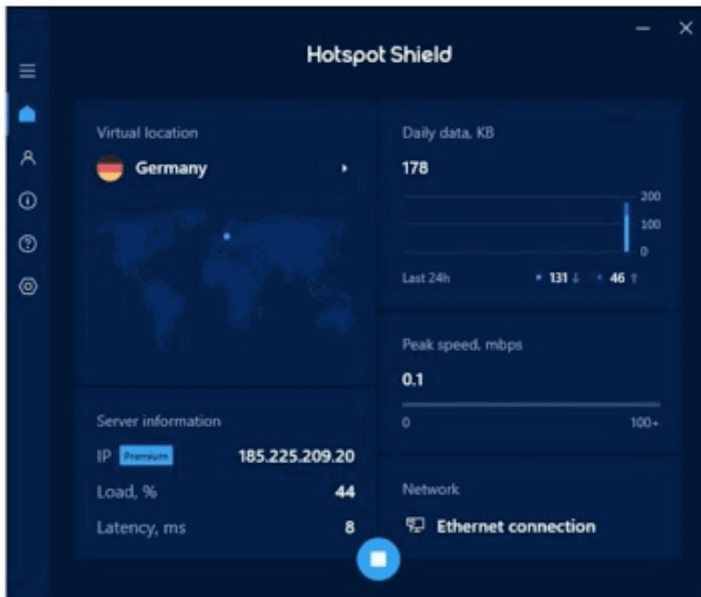 Hotspot Shield
Virtual location
Germany
Daily data, KB
178
200
100
0
Last 24h
131 ↓
46 ↑
Peak speed, mbps
0.1
0
100+
Server information
IP Premium 185.225.209.20
Load, % 44
Latency, ms 8
Network
Ethernet connection